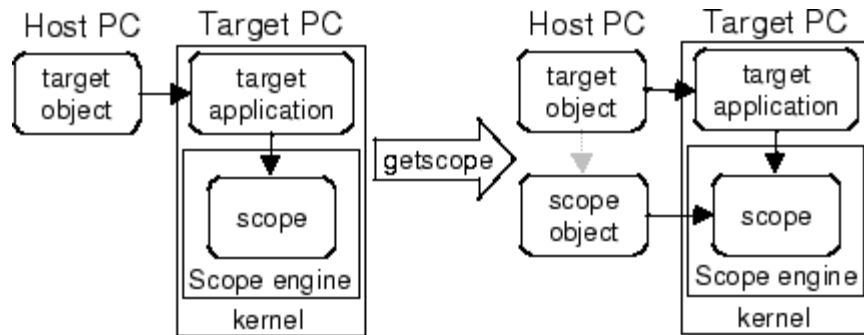 Host PC
Target PC
target
object
target
application
scope
Scope engine
kernel
getscope
Host PC
Target PC
target
object
target
application
scope
object
scope
Scope engine
kernel